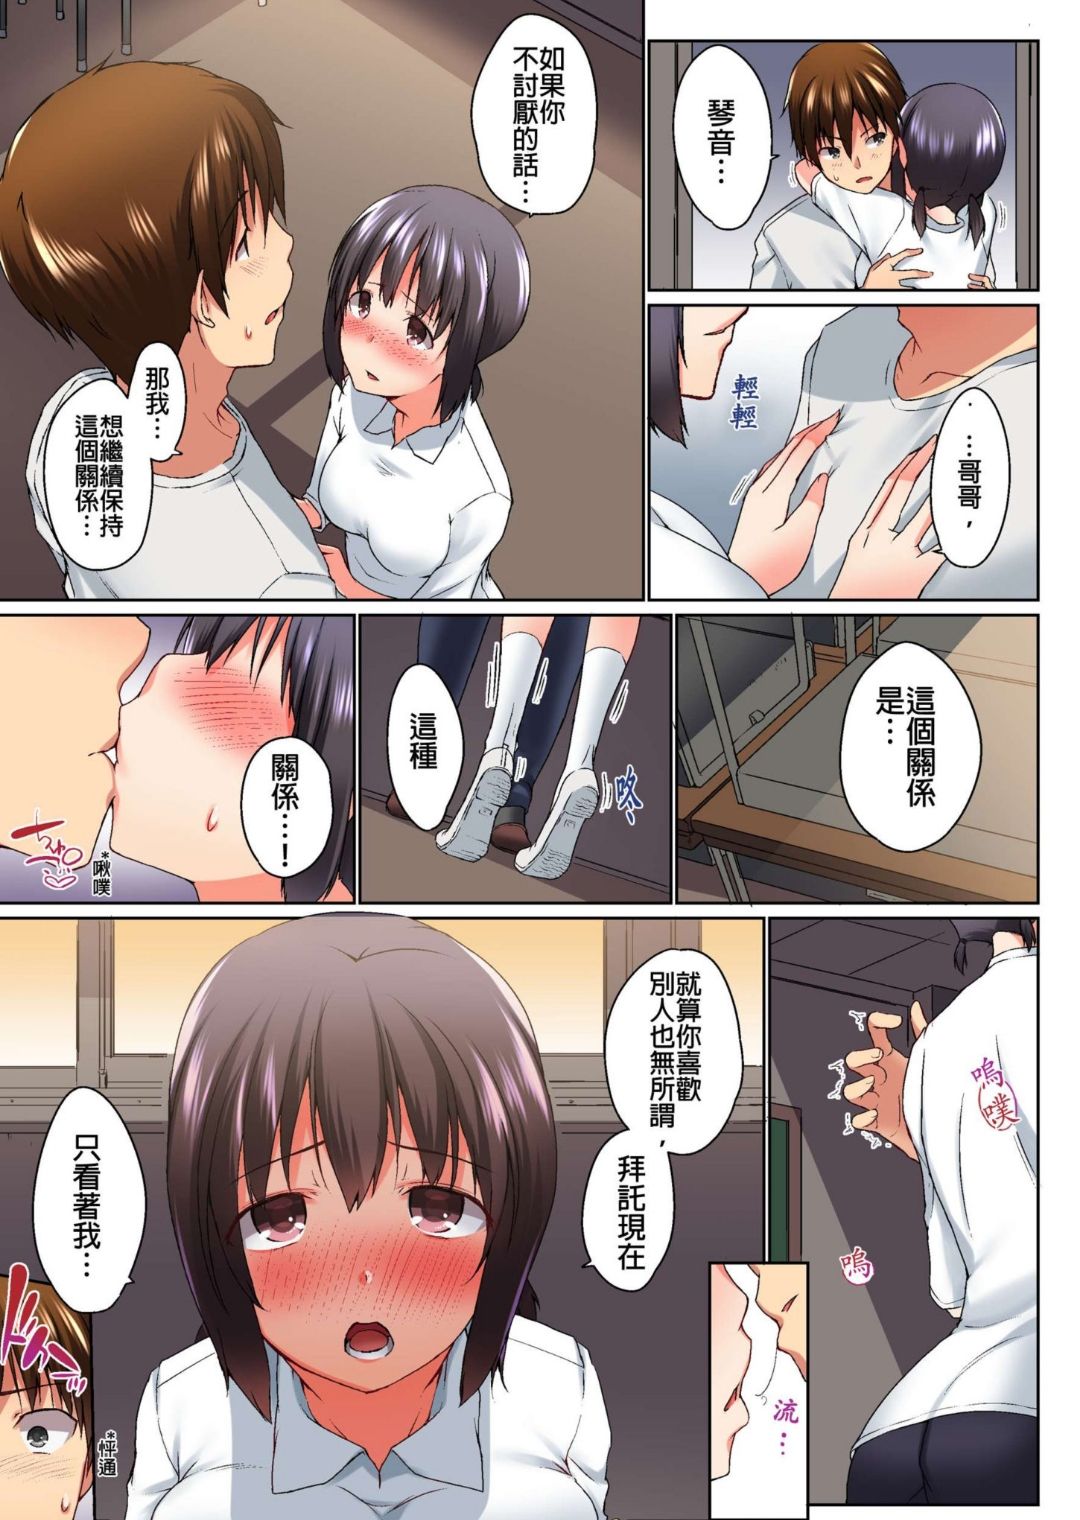 琴音…
…哥哥，
輕輕
如果你
不討厭的話…
那我…
想繼續保持
這個關係…
這個關係
是…
這種
咚
關係…！
ちゅ
*啾噗
嗚噗
嗚
流…
就算你喜歡
別人也無所謂，
拜託現在
只看著我…
*怦通